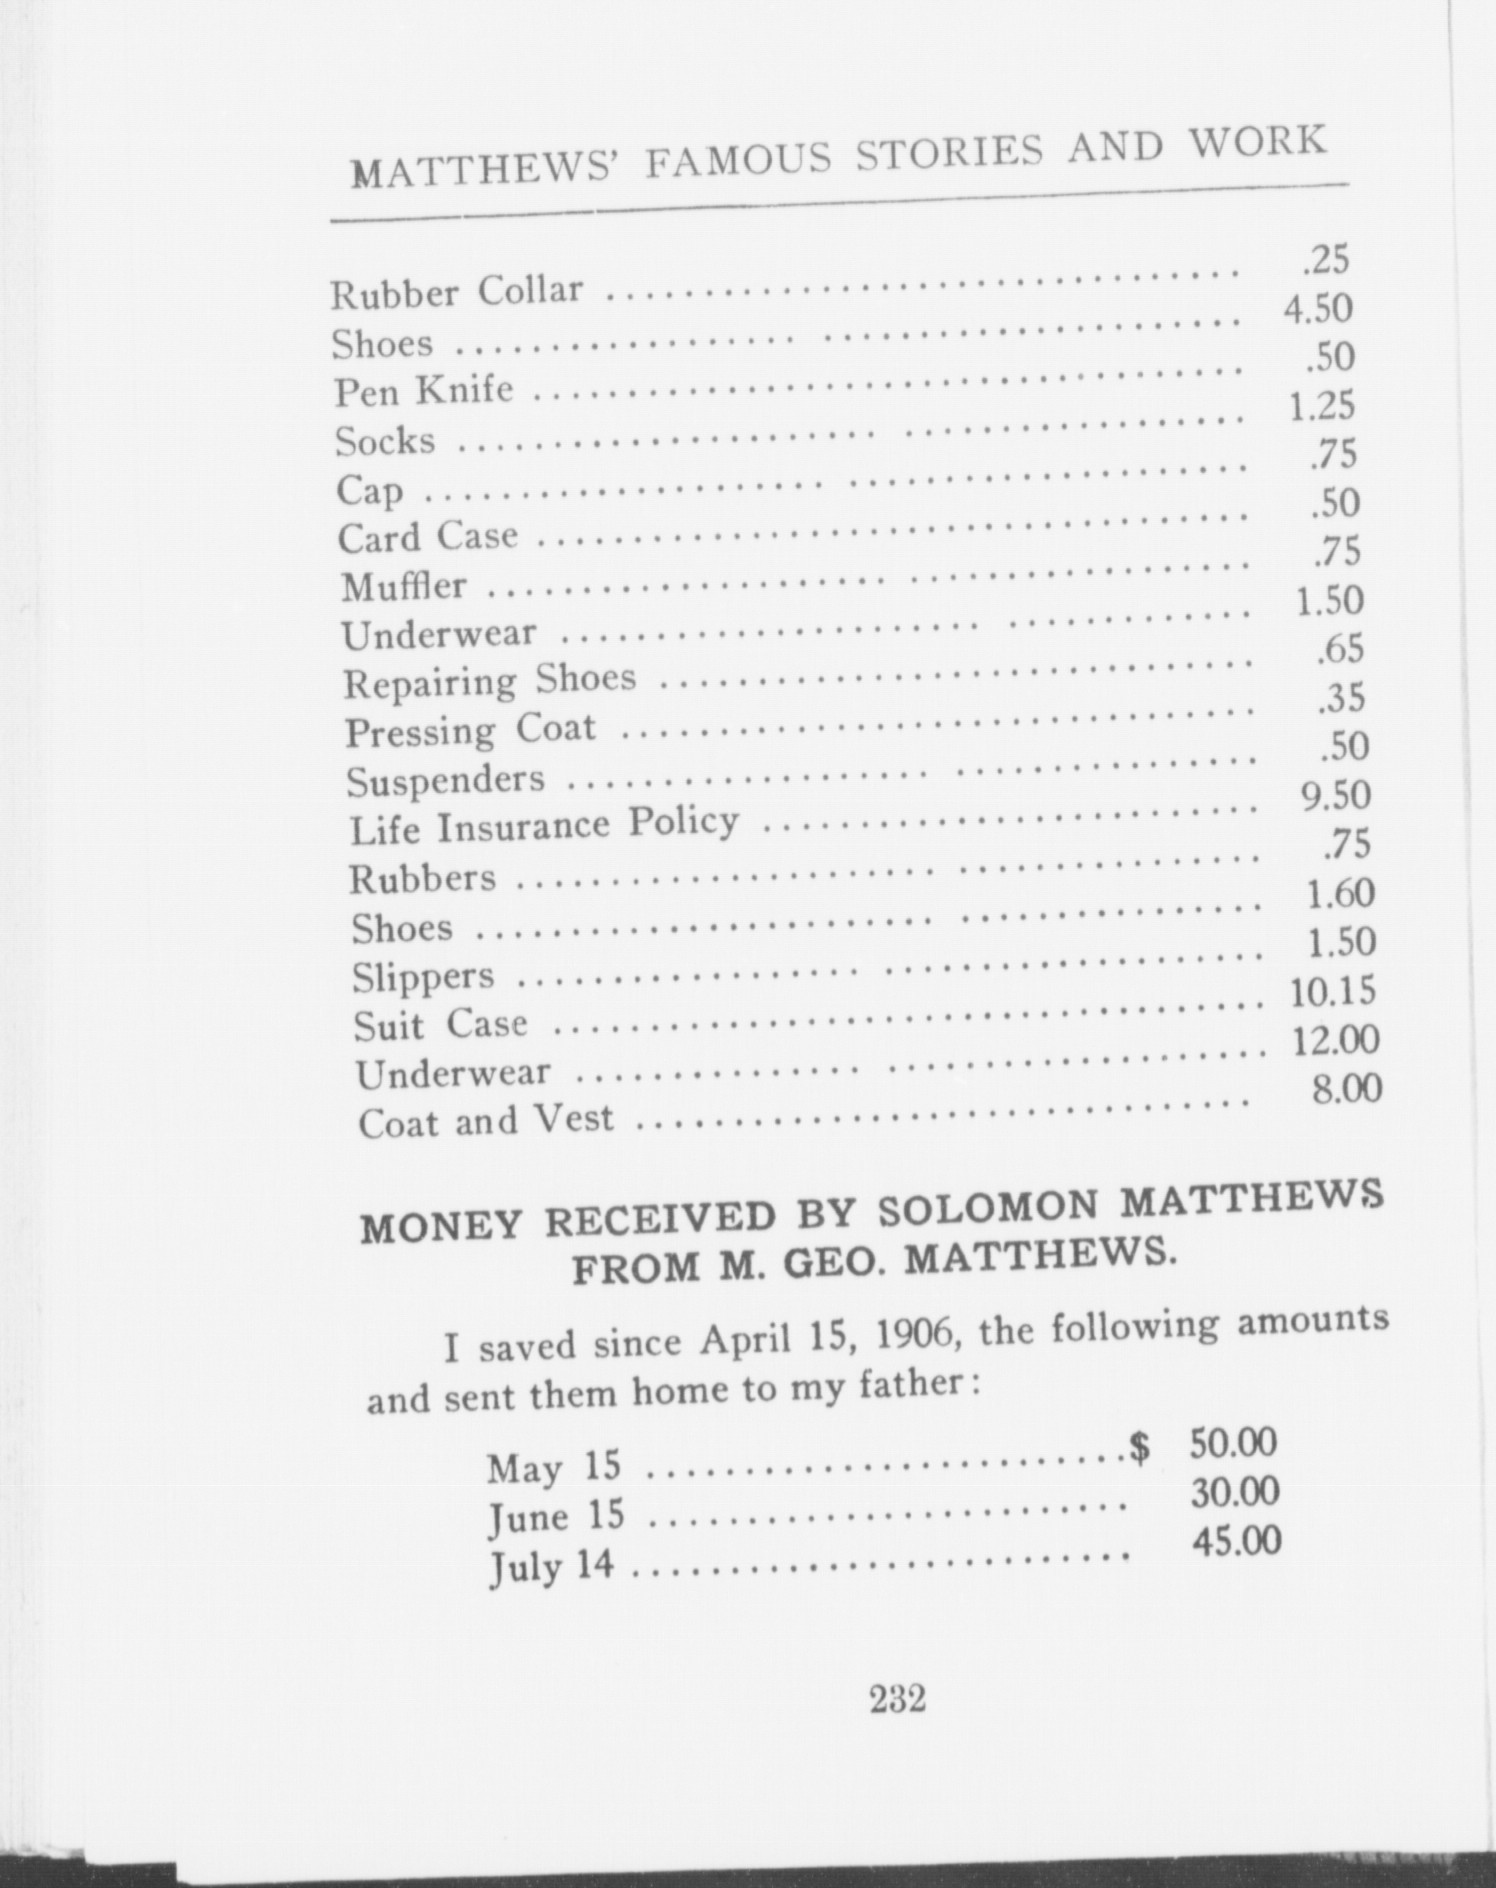 MATTHEWS' FAMOUS STORIES AND WORK
Rubber Collar ................................. .25
Shoes .................. ...................... 4.50
Pen Knife ..................................... .50
Socks ...................... .................. 1.25
Cap ..................... ..................... .75
Card Case ..................................... .50
Muffler ..................... .................. .75
Underwear ...................... ............. 1.50
Repairing Shoes ............................... .65
Pressing Coat ................................. .35
Suspenders ................... ................ .50
Life Insurance Policy .......................... 9.50
Rubbers ...................... ................ .75
Shoes ........................ ................ 1.60
Slippers .................. .................... 1.50
Suit Case ..................................... 10.15
Underwear ............... .................... 12.00
Coat and Vest ................................ 8.00
MONEY RECEIVED BY SOLOMON MATTHEWS
FROM M. GEO. MATTHEWS.
I saved since April 15, 1906, the following amounts
and sent them home to my father:
May 15 .........................$ 50.00
June 15 ......................... 30.00
July 14 .......................... 45.00
232